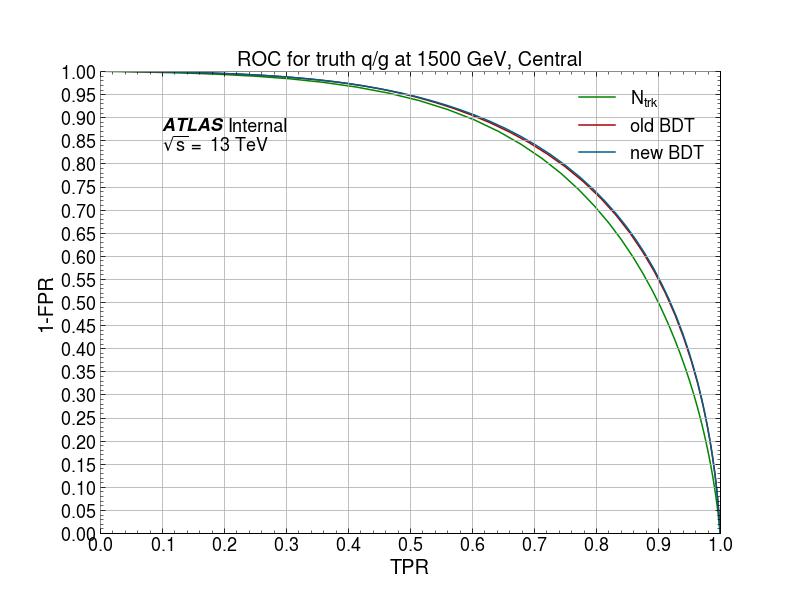 ROC for truth q/g at 1500 GeV, Central
1.00
0.95
0.90
0.85
0.80
0.75
0.70
0.65
0.60
0.55
0.50
0.45
0.40
0.35
0.30
0.25
0.20
0.15
0.10
0.05
0.00
1-FPR
ATLAS Internal
√s = 13 TeV
N_trk
old BDT
new BDT
0.0 0.1 0.2 0.3 0.4 0.5 0.6 0.7 0.8 0.9 1.0
TPR